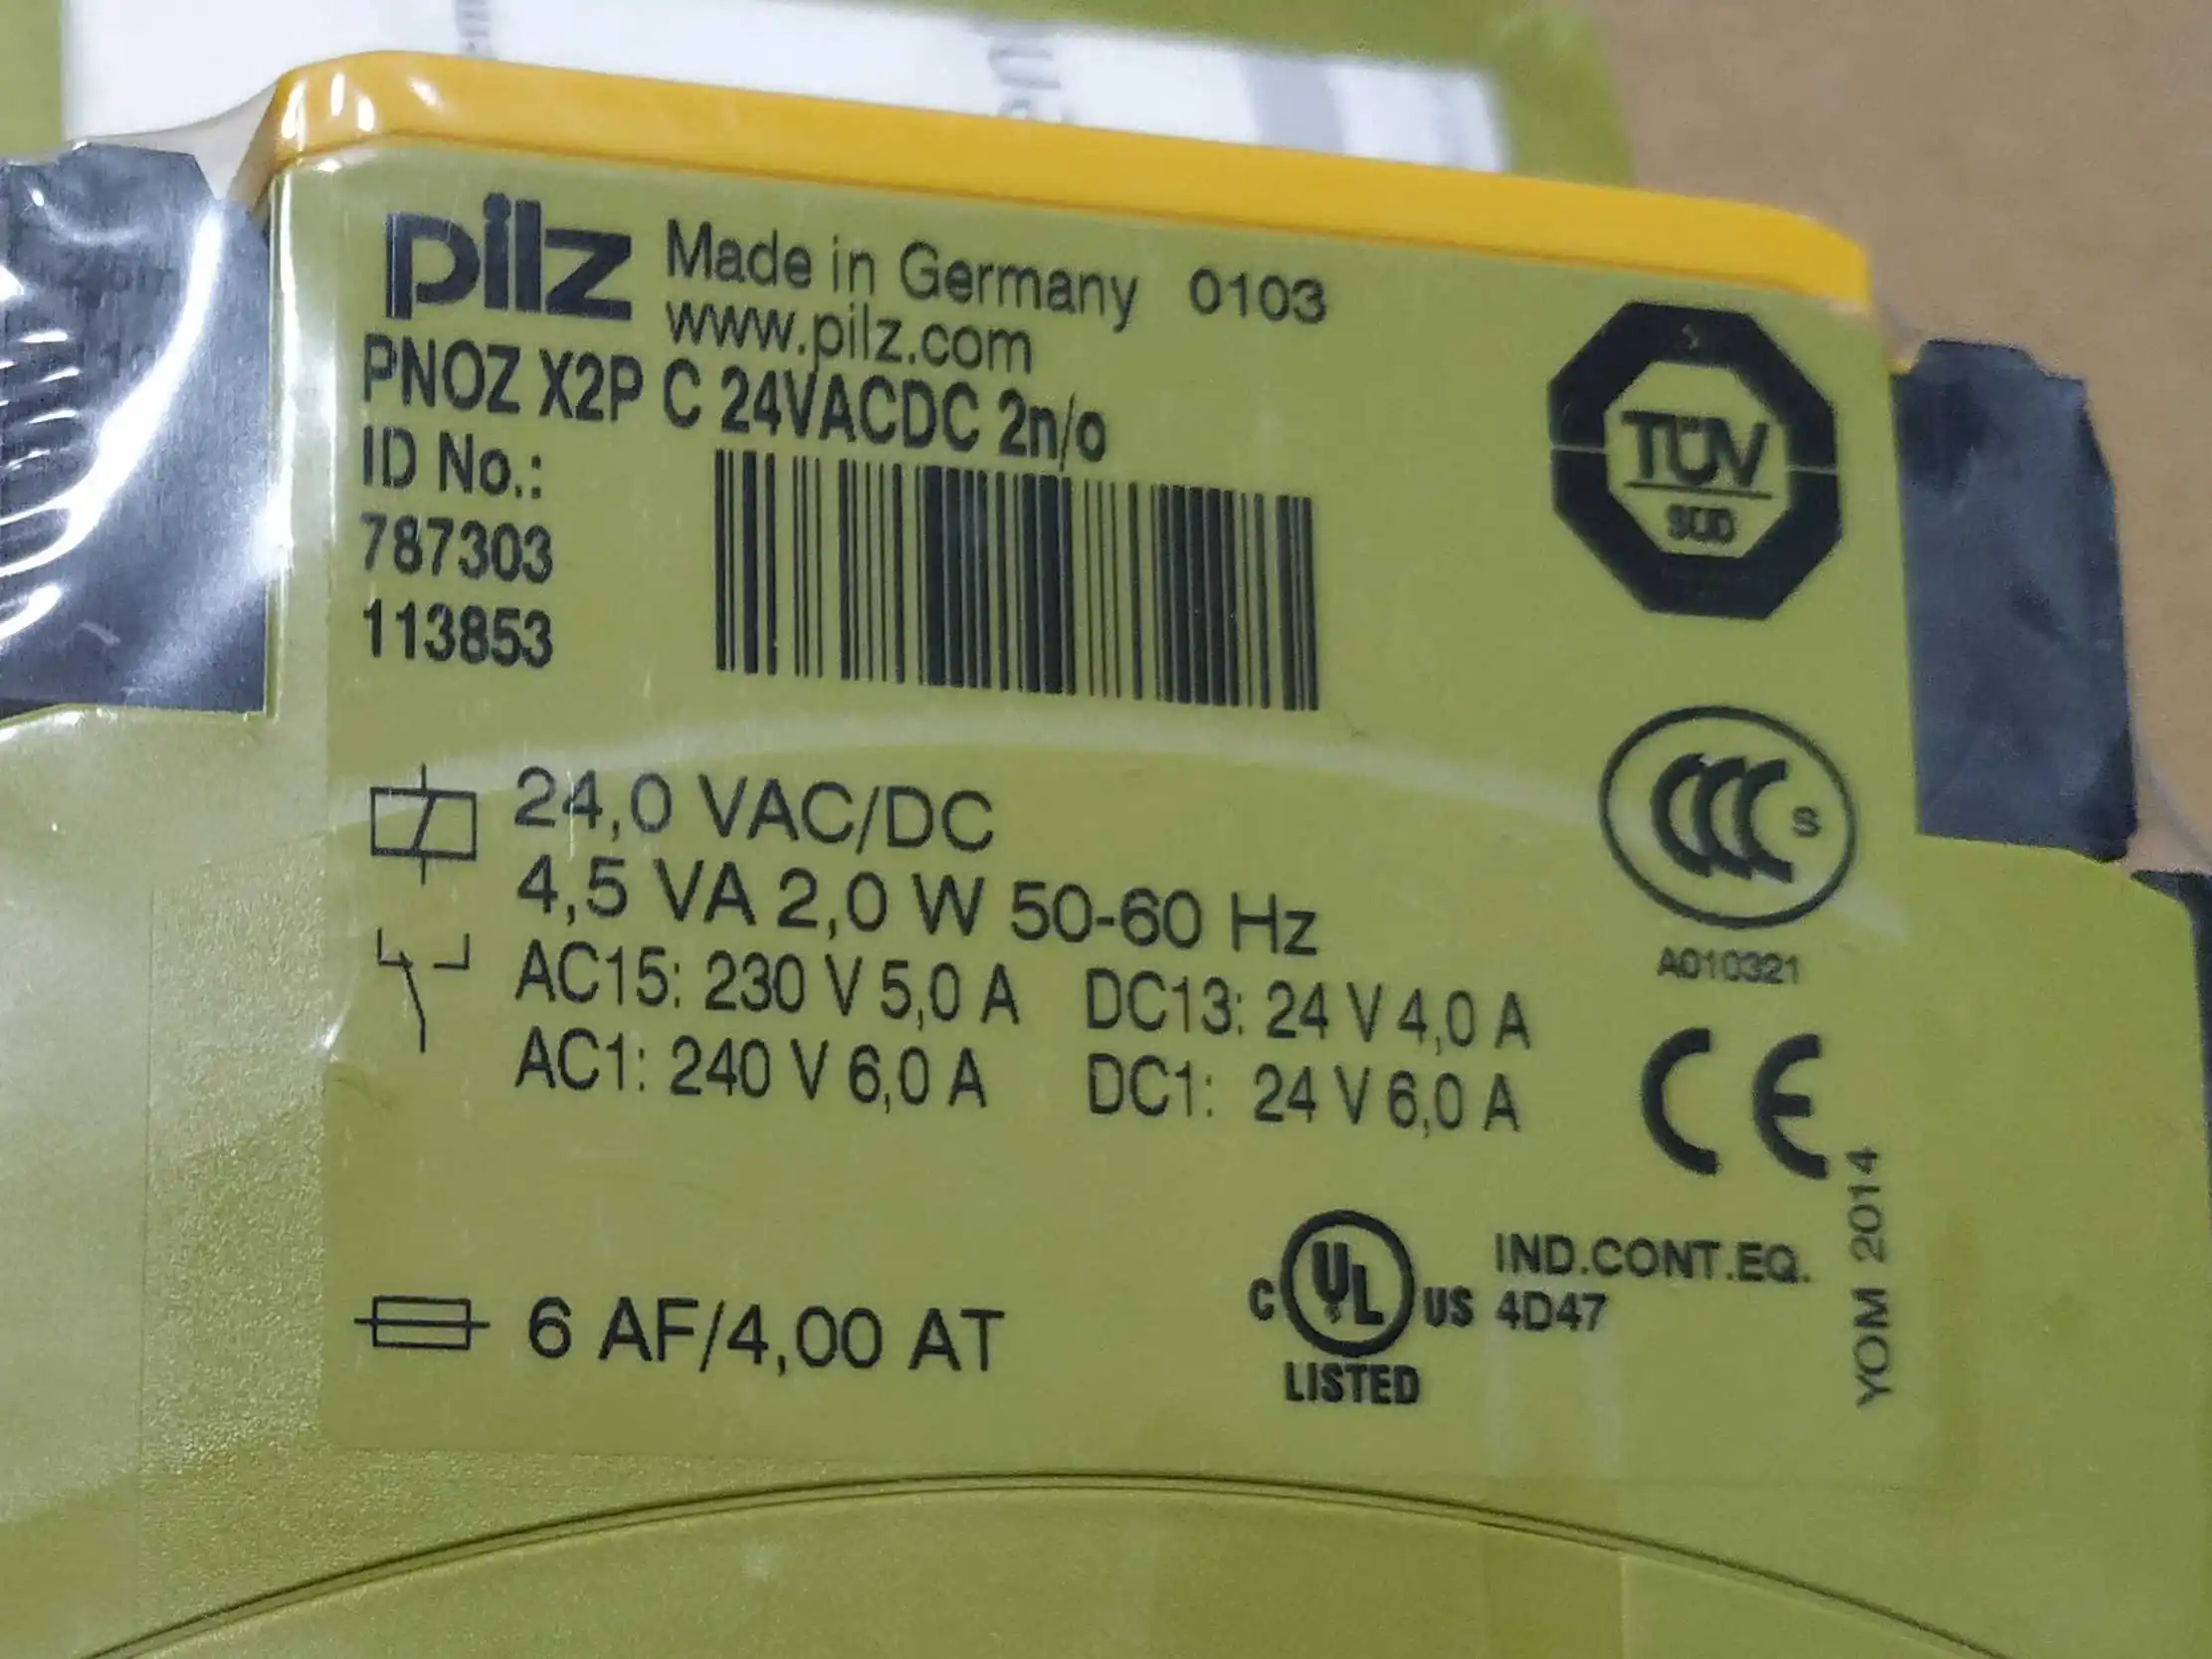 pilz Made in Germany 0103
www.pilz.com
PNOZ X2P C 24VACDC 2n/o
ID No.:
787303
113853
TÜV
SÜD
24,0 VAC/DC
4,5 VA 2,0 W 50-60 Hz
AC15: 230 V 5,0 A DC13: 24 V 4,0 A
AC1: 240 V 6,0 A DC1: 24 V 6,0 A
CCC S
A010321
CE
YOM 2014
6 AF/4,00 AT
C UL US IND.CONT.EQ.
4D47
LISTED